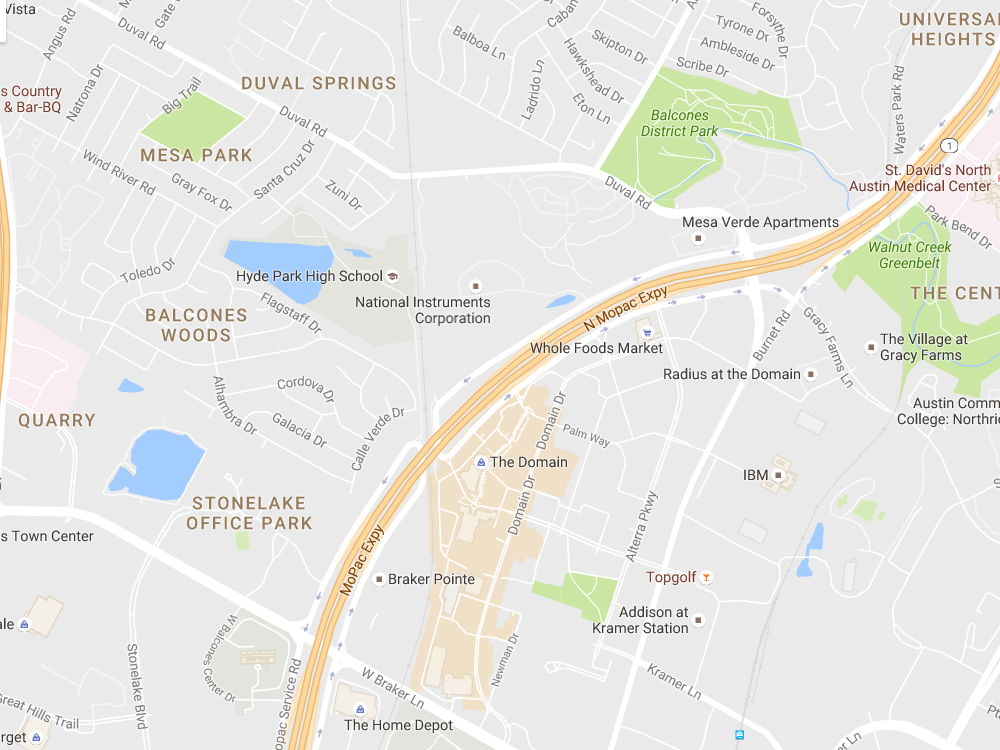 Vista
Angus Rd
Gate
Duval Rd
Natrona Dr
s Country
& Bar-BQ
Big Trail
DUVAL SPRINGS
Balboa Ln
Caban
Skipton Dr
Hawkshead Dr
Ladrido Ln
Eton Ln
Forsythe Dr
Tyrone Dr
Ambleside Dr
Scribe Dr
UNIVERSAL
HEIGHTS
Waters Park Rd
Balcones
District Park
1
St. David's North
Austin Medical Center
Duval Rd
MESA PARK
Wind River Rd
Gray Fox Dr
Santa Cruz Dr
Zuni Dr
Duval Rd
Mesa Verde Apartments
Park Bend Dr
Walnut Creek
Greenbelt
THE CENT
Toledo Dr
Hyde Park High School
National Instruments
Corporation
Flagstaff Dr
BALCONES
WOODS
N Mopac Expy
Whole Foods Market
Burnet Rd
Gracy Farms Ln
The Village at
Gracy Farms
Radius at the Domain
Austin Comm
College: Northri
Alhambra Dr
Cordova Dr
Galacia Dr
Calle Verde Dr
QUARRY
Domain Dr
Palm Way
The Domain
Domain Dr
IBM
STONELAKE
OFFICE PARK
s Town Center
MoPac Expy
Braker Pointe
Alterra Pkwy
Topgolf
Addison at
Kramer Station
ale
W Balcones
Center Dr
Stonelake Blvd
opac Service Rd
Newman Dr
W Braker Ln
Kramer Ln
Great Hills Trail
rget
The Home Depot
er Ln